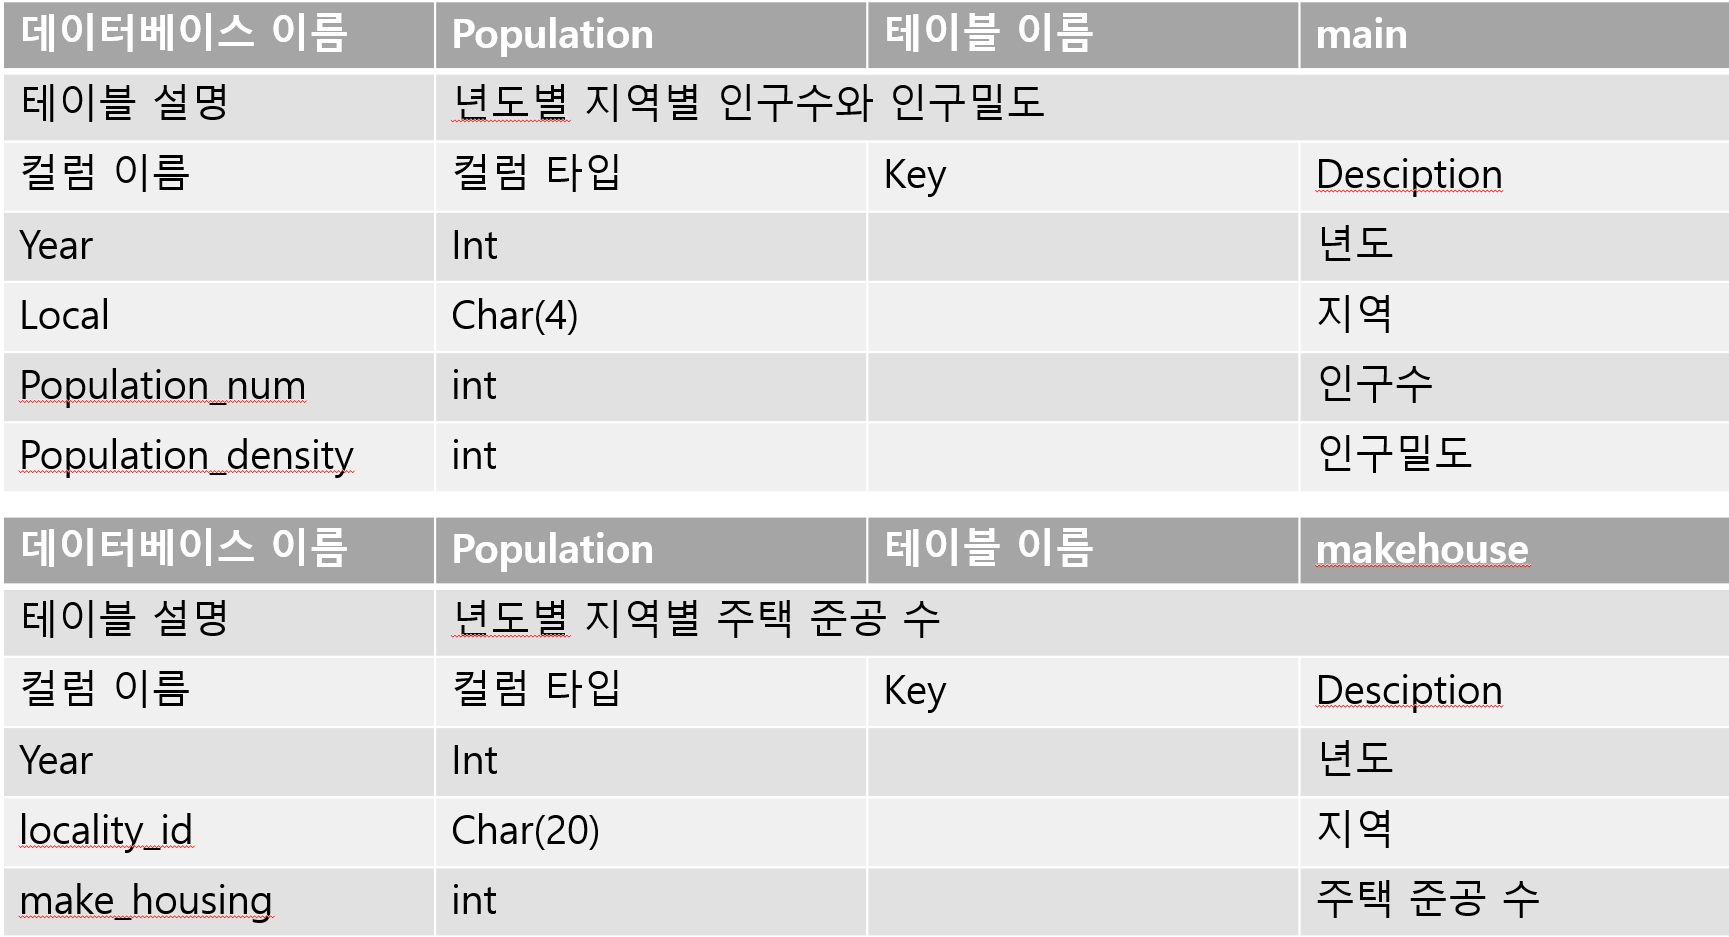 데이터베이스 이름 Population 테이블 이름 main
테이블 설명 년도별 지역별 인구수와 인구밀도
컬럼 이름 컬럼 타입 Key Desciption
Year Int 년도
Local Char(4) 지역
Population_num int 인구수
Population_density int 인구밀도
데이터베이스 이름 Population 테이블 이름 makehouse
테이블 설명 년도별 지역별 주택 준공 수
컬럼 이름 컬럼 타입 Key Desciption
Year Int 년도
locality_id Char(20) 지역
make_housing int 주택 준공 수